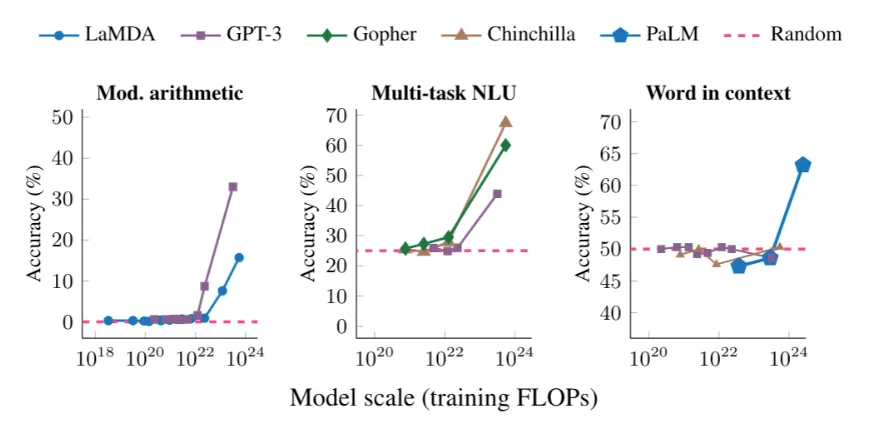 LaMDA GPT-3 Gopher Chinchilla PaLM Random
Mod. arithmetic
Accuracy (%)
50
40
30
20
10
0
10^18 10^20 10^22 10^24
Multi-task NLU
Accuracy (%)
70
60
50
40
30
20
10
0
10^20 10^22 10^24
Word in context
Accuracy (%)
70
65
60
55
50
45
40
10^20 10^22 10^24
Model scale (training FLOPs)